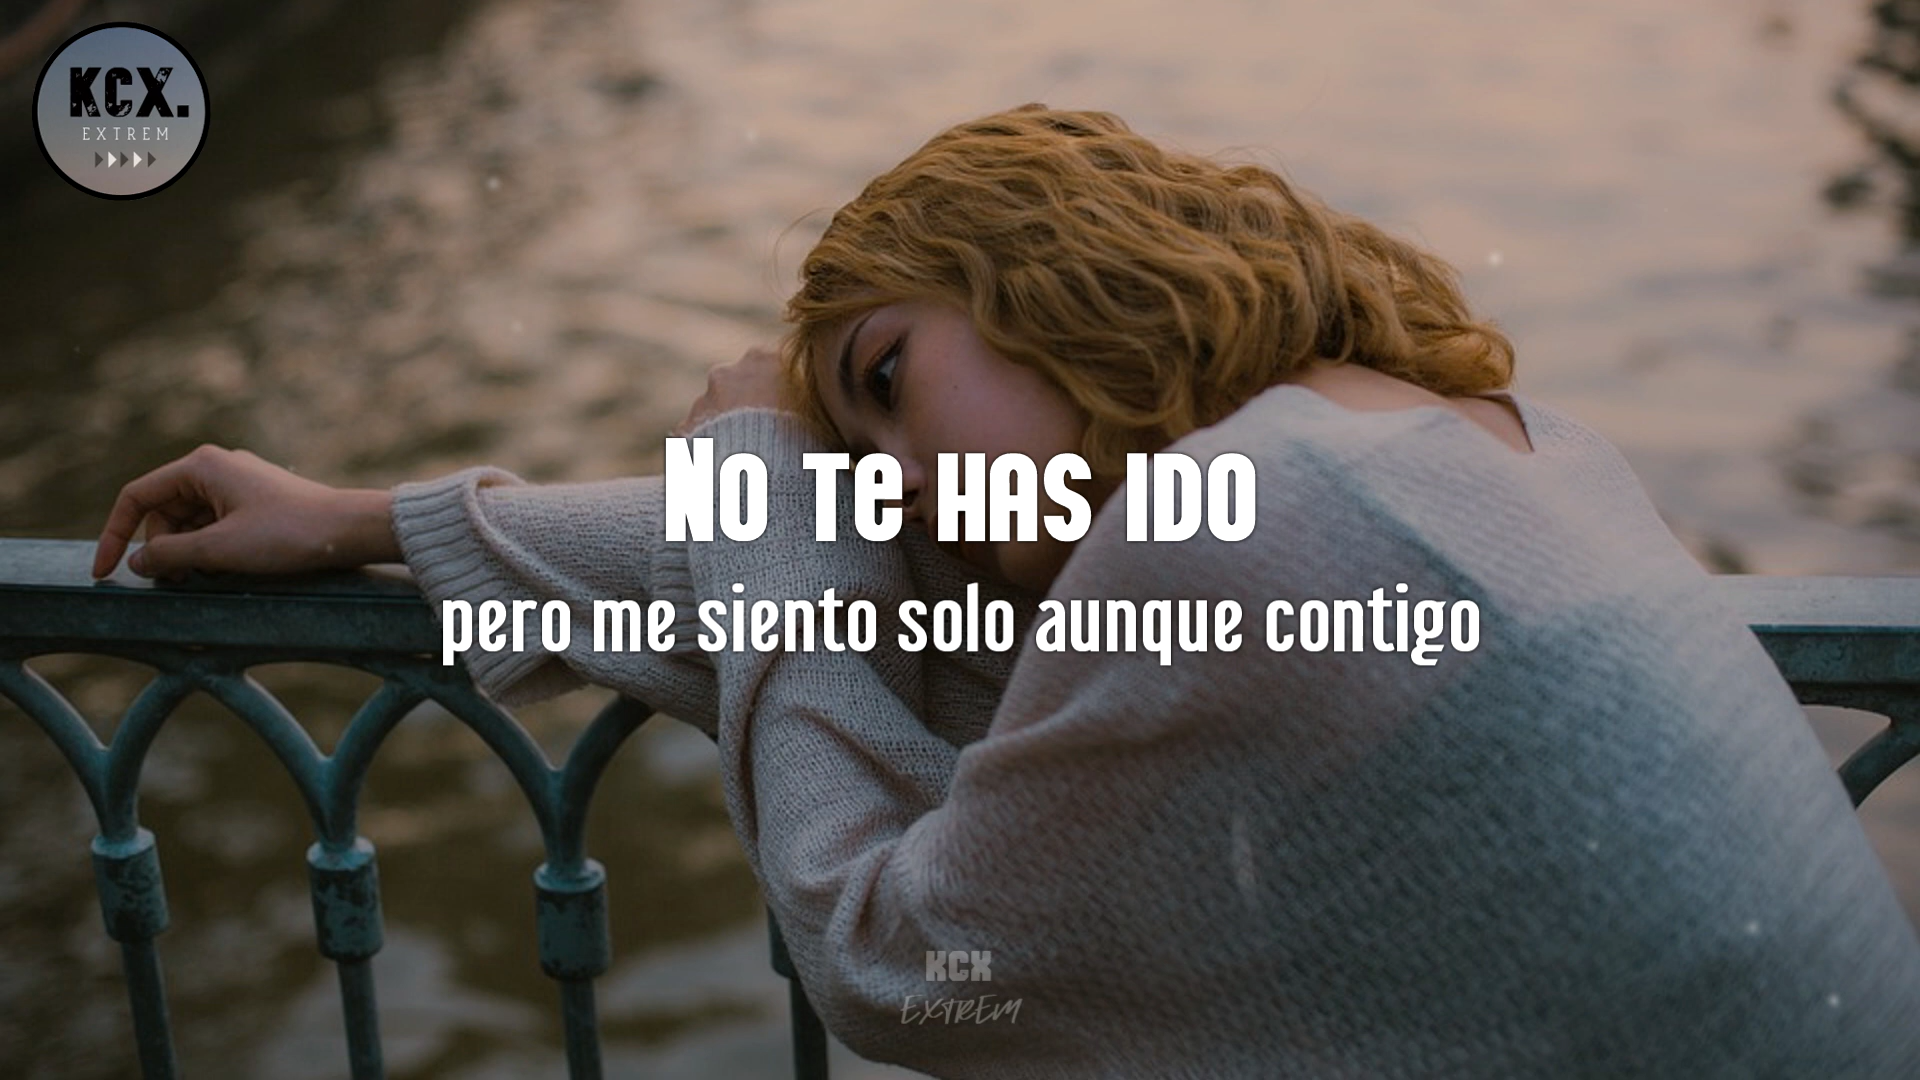 KCX.
EXTREM
No te has ido
pero me siento solo aunque contigo
KCX
EXTREM